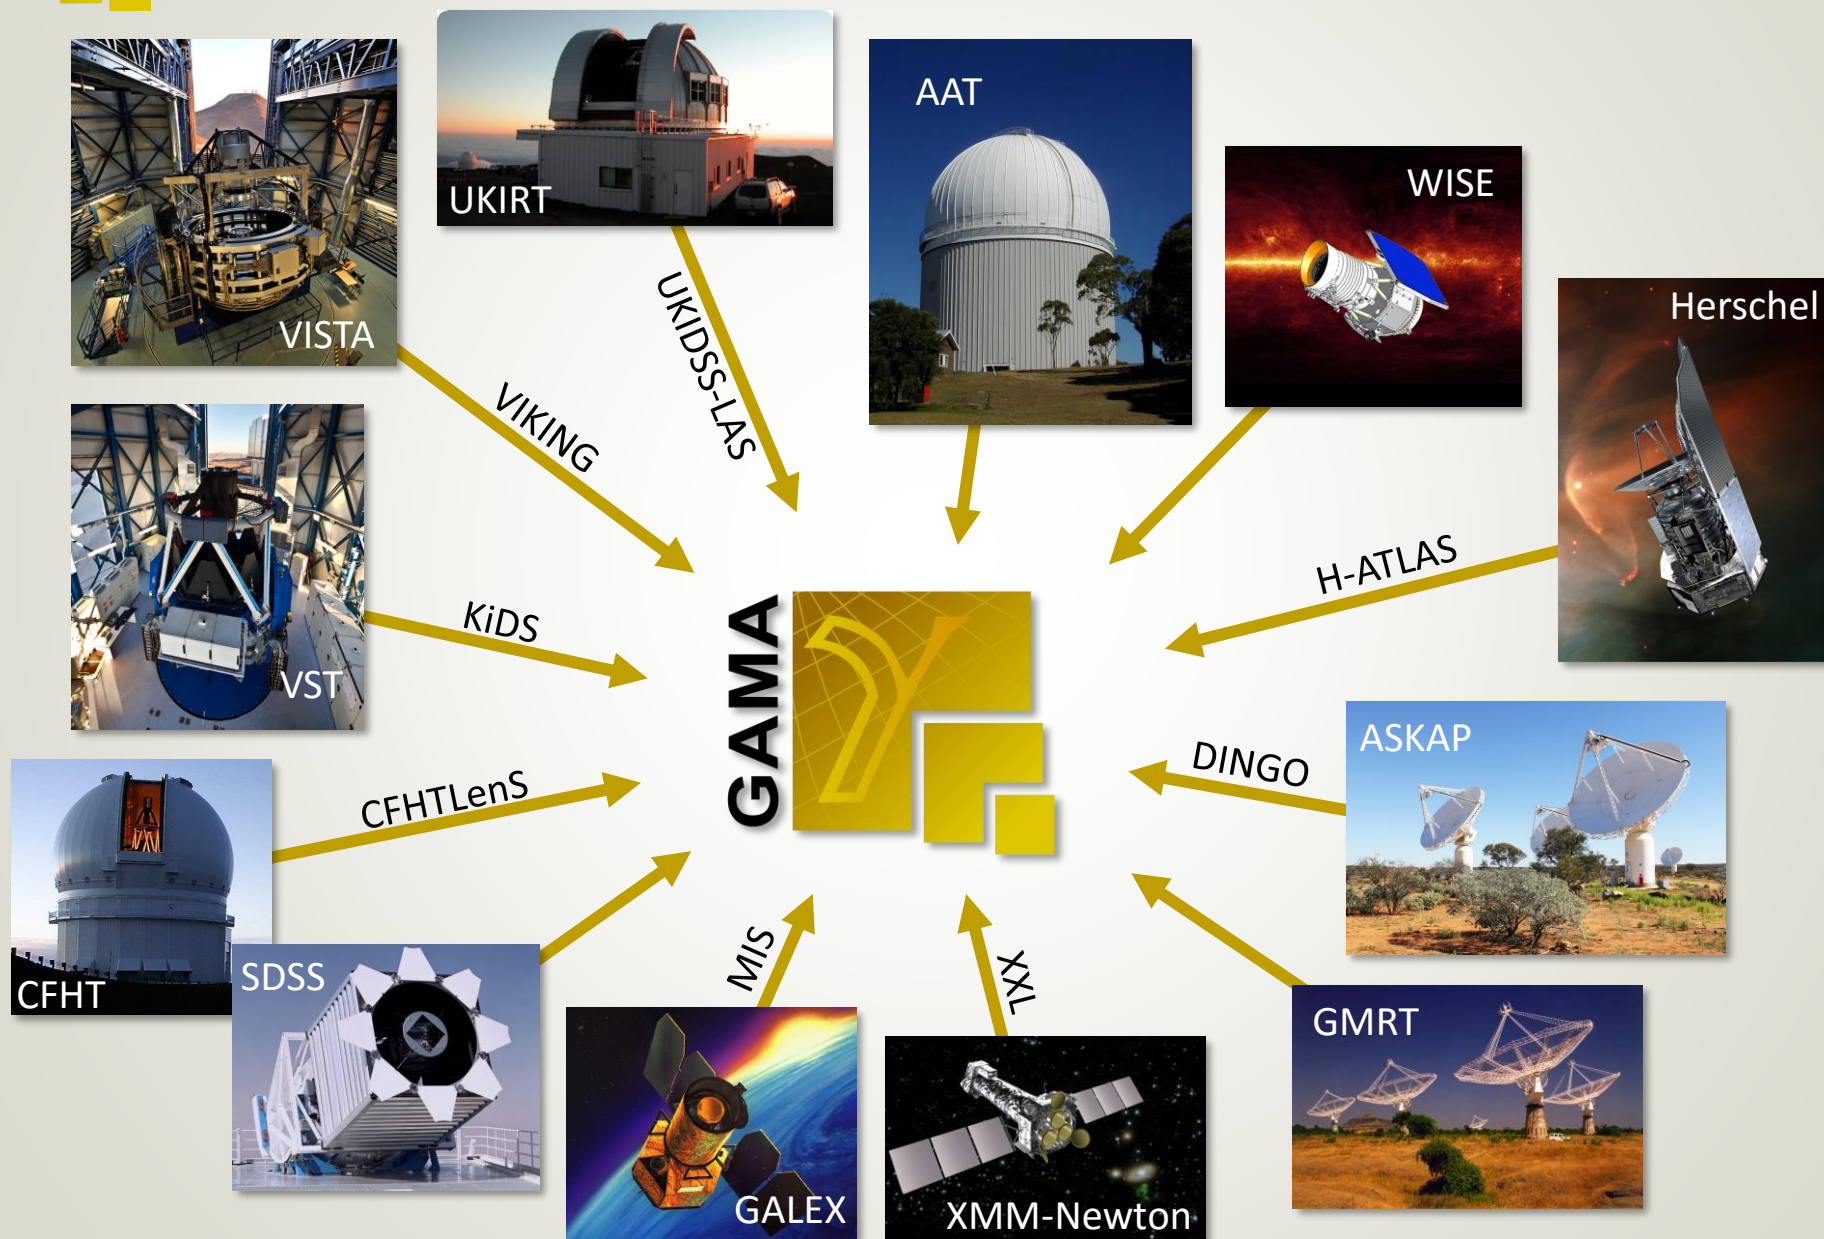 UKIRT
AAT
WISE
Herschel
VISTA
UKIDSS-LAS
VIKING
H-ATLAS
KiDS
VST
GAMA
ASKAP
DINGO
CFHTLenS
CFHT
SDSS
MIS
XXL
GMRT
GALEX
XMM-Newton